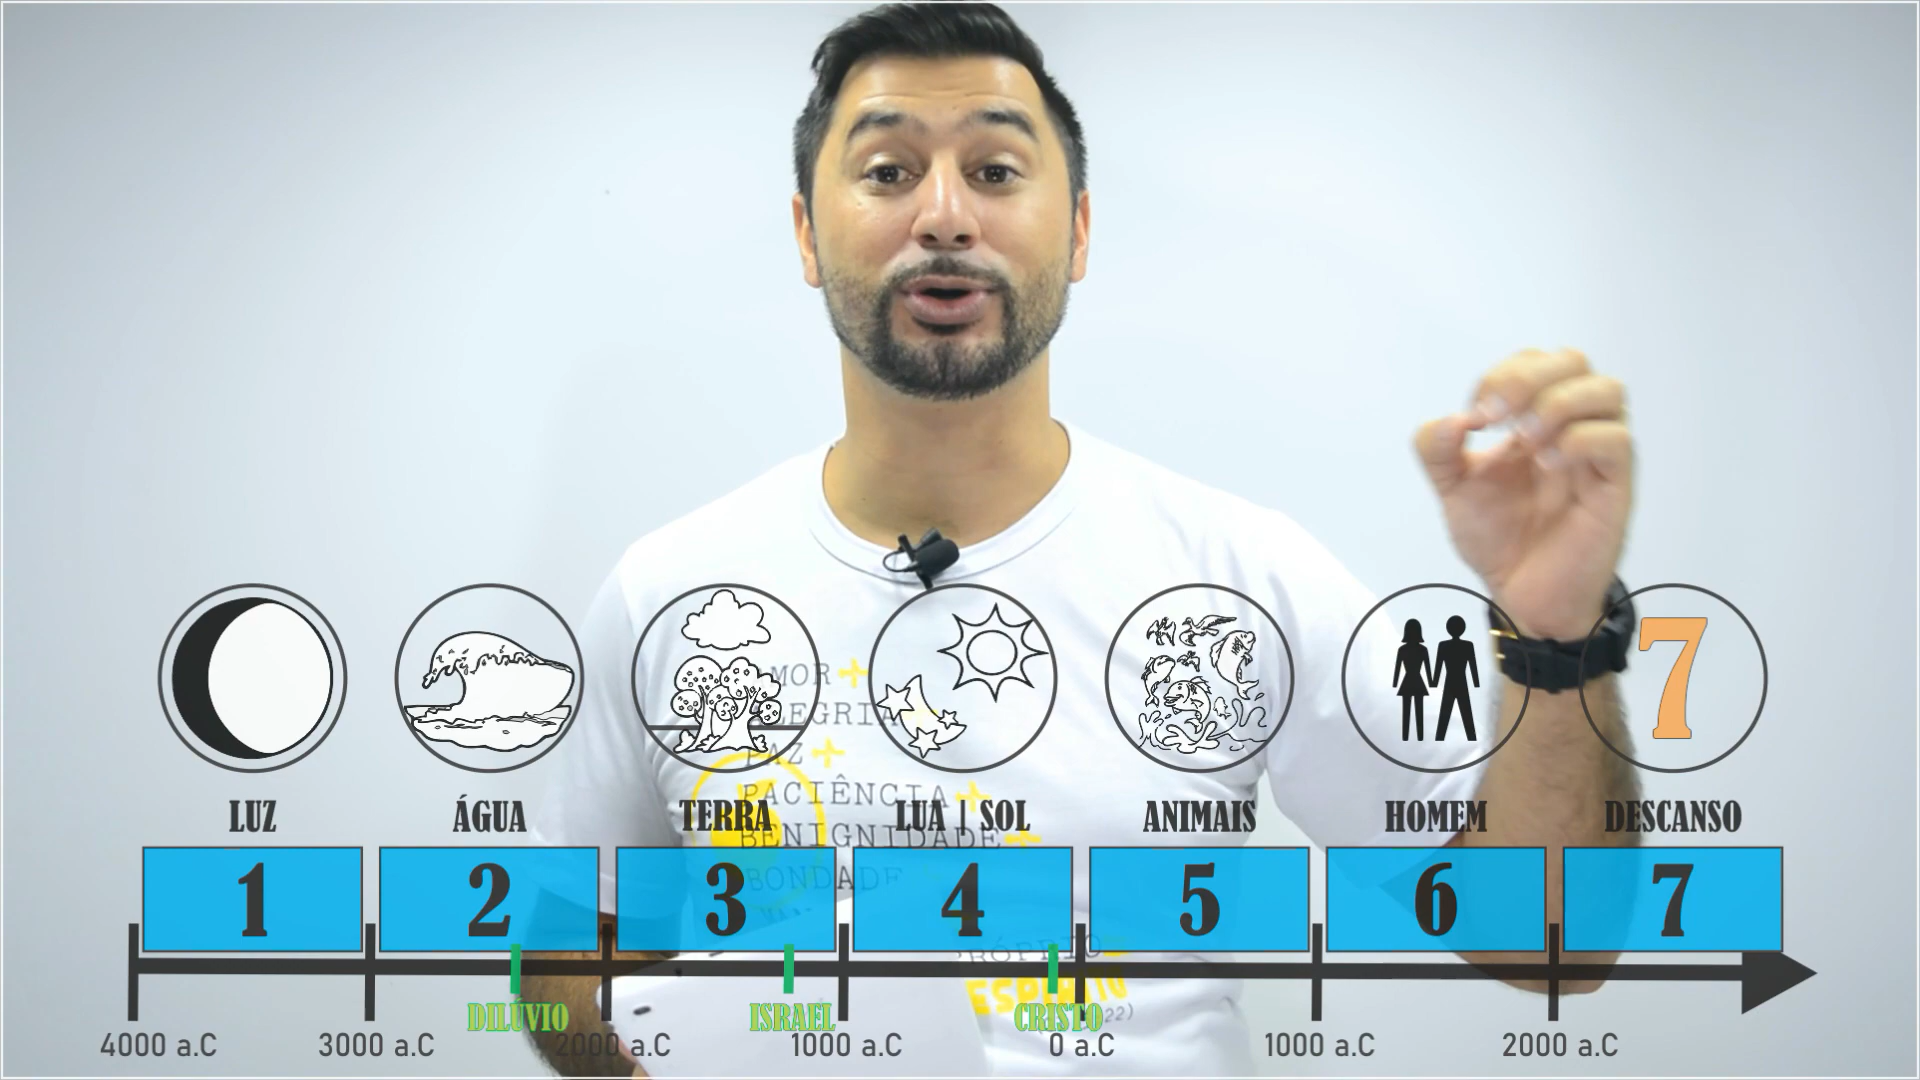 AMOR +
ALEGRIA
PAZ +
PACIÊNCIA +
BENIGNIDADE +
BONDADE
ESPÍRITO
7
LUZ ÁGUA TERRA LUA | SOL ANIMAIS HOMEM DESCANSO
1 2 3 4 5 6 7
DILÚVIO ISRAEL CRISTO
4000 a.C 3000 a.C 2000 a.C 1000 a.C 0 a.C 1000 a.C 2000 a.C